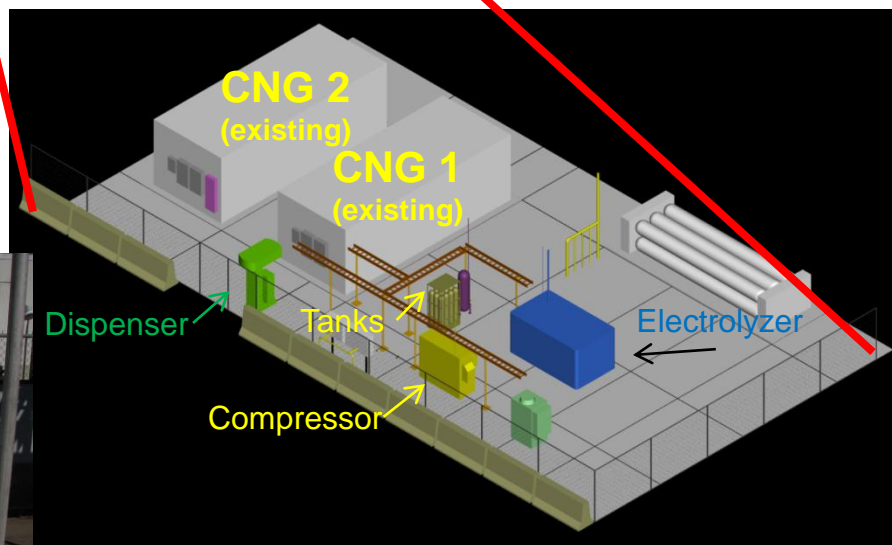 CNG 2
(existing)
CNG 1
(existing)
Dispenser
Tanks
Electrolyzer
Compressor